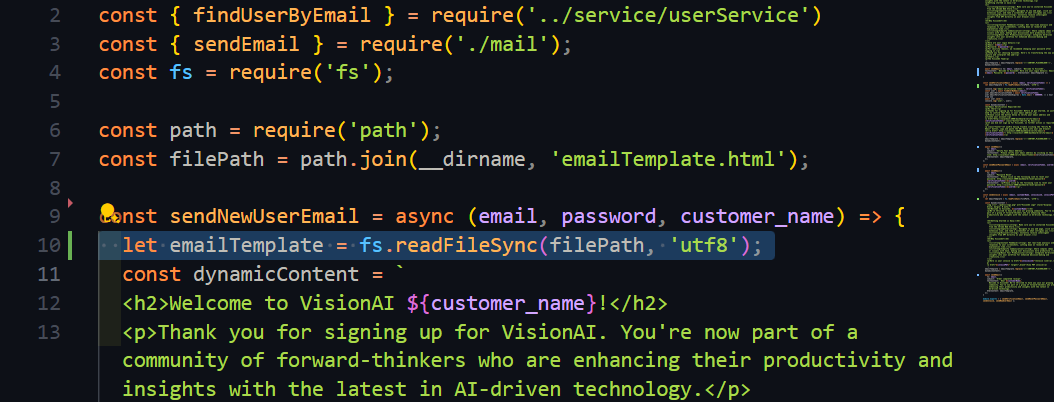 2 const { findUserByEmail } = require('../service/userService')
3 const { sendEmail } = require('./mail');
4 const fs = require('fs');
5
6 const path = require('path');
7 const filePath = path.join(__dirname, 'emailTemplate.html');
8
9 const sendNewUserEmail = async (email, password, customer_name) => {
10 let emailTemplate = fs.readFileSync(filePath, 'utf8');
11 const dynamicContent = `
12 <h2>Welcome to VisionAI ${customer_name}!</h2>
13 <p>Thank you for signing up for VisionAI. You're now part of a
community of forward-thinkers who are enhancing their productivity and
insights with the latest in AI-driven technology.</p>